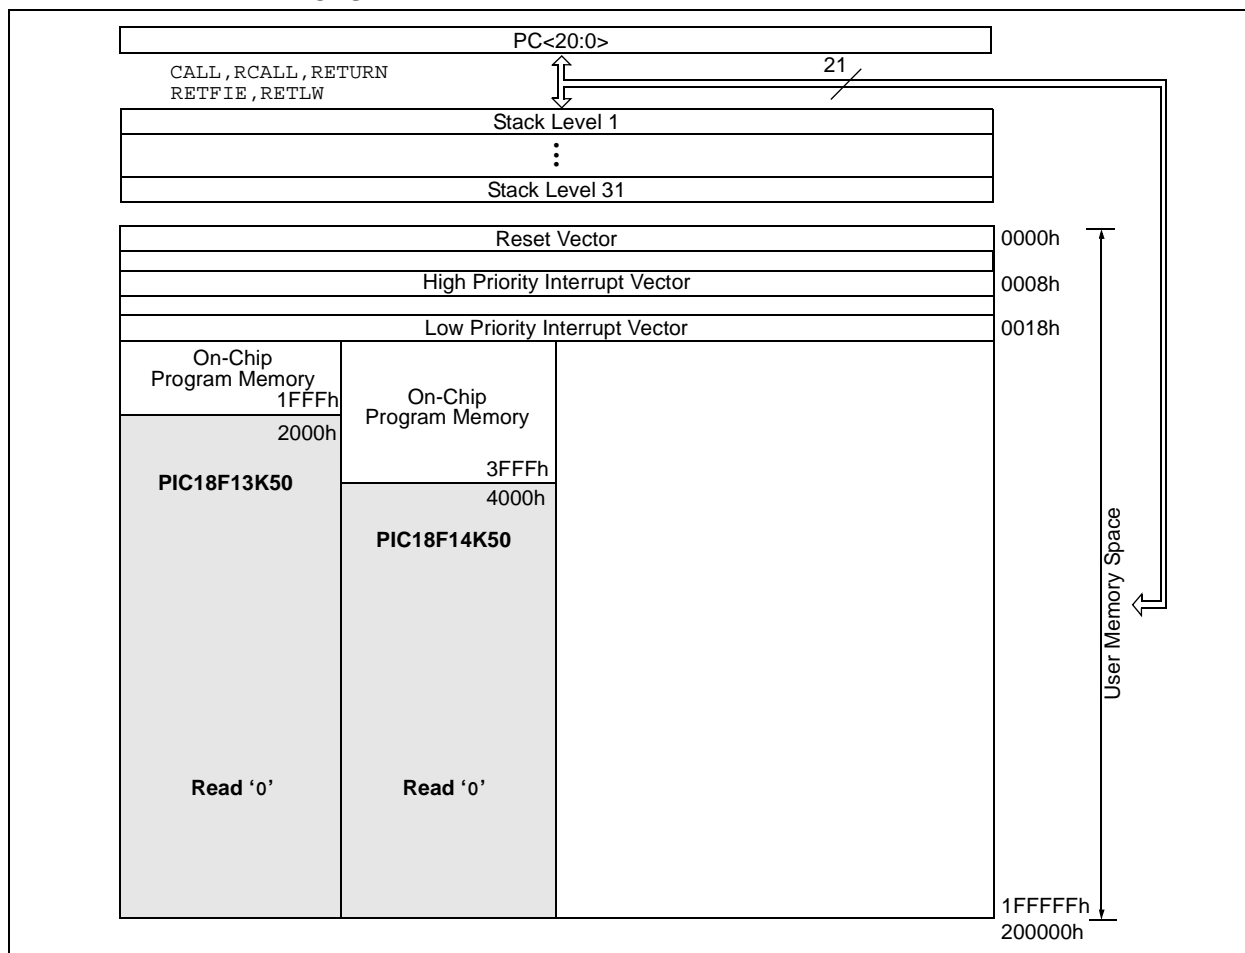 PC<20:0>
CALL,RCALL,RETURN
RETFIE,RETLW
21
Stack Level 1
Stack Level 31
Reset Vector
0000h
High Priority Interrupt Vector
0008h
Low Priority Interrupt Vector
0018h
On-Chip
Program Memory
1FFFh
2000h
PIC18F13K50
Read ‘0’
On-Chip
Program Memory
3FFFh
4000h
PIC18F14K50
Read ‘0’
User Memory Space
1FFFFFh
200000h